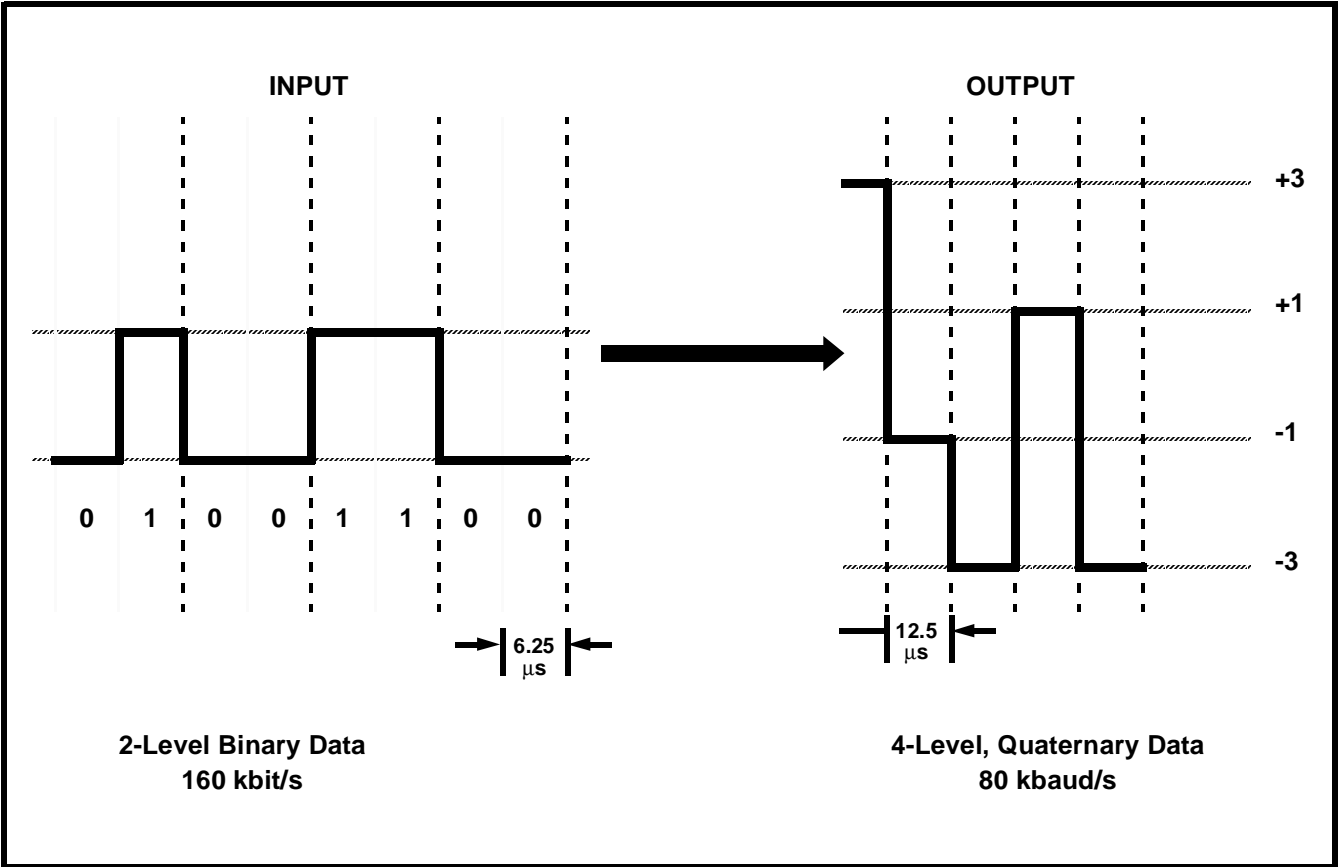 INPUT
OUTPUT
+3
+1
-1
-3
0 1 0 0 1 1 0 0
6.25
μs
12.5
μs
2-Level Binary Data
160 kbit/s
4-Level, Quaternary Data
80 kbaud/s